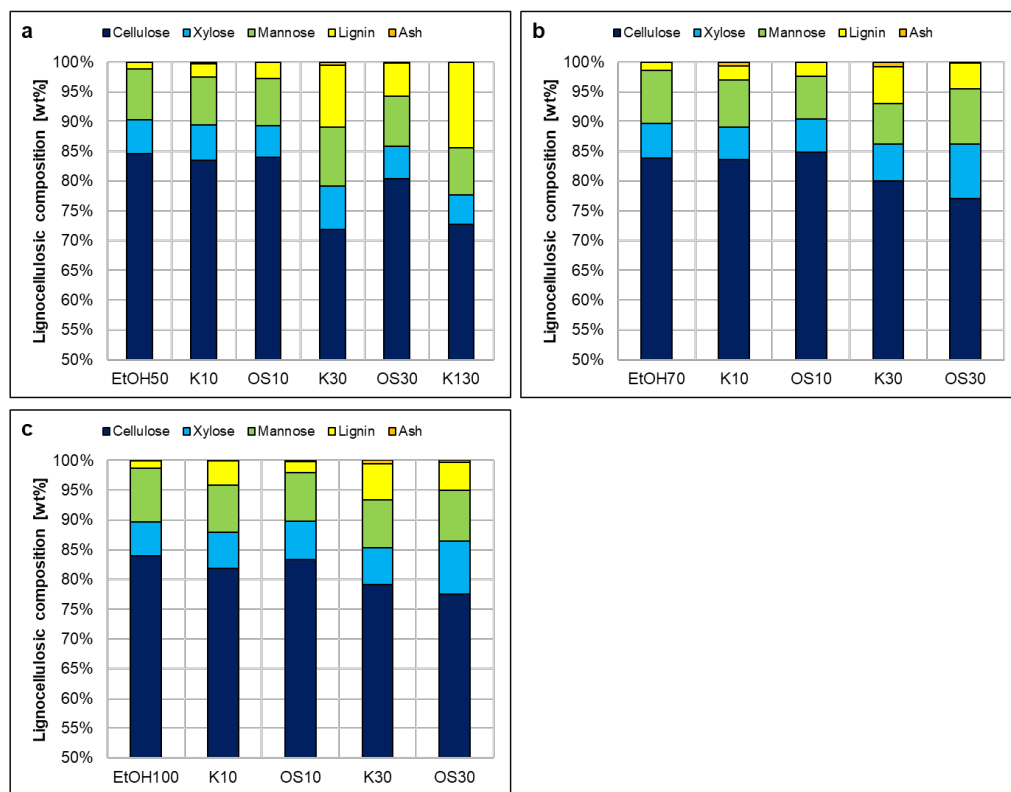 a
Cellulose Xylose Mannose Lignin Ash
Lignocellulosic composition [wt%]
100%
95%
90%
85%
80%
75%
70%
65%
60%
55%
50%
EtOH50 K10 OS10 K30 OS30 K130
b
Cellulose Xylose Mannose Lignin Ash
Lignocellulosic composition [wt%]
100%
95%
90%
85%
80%
75%
70%
65%
60%
55%
50%
EtOH70 K10 OS10 K30 OS30
c
Cellulose Xylose Mannose Lignin Ash
Lignocellulosic composition [wt%]
100%
95%
90%
85%
80%
75%
70%
65%
60%
55%
50%
EtOH100 K10 OS10 K30 OS30